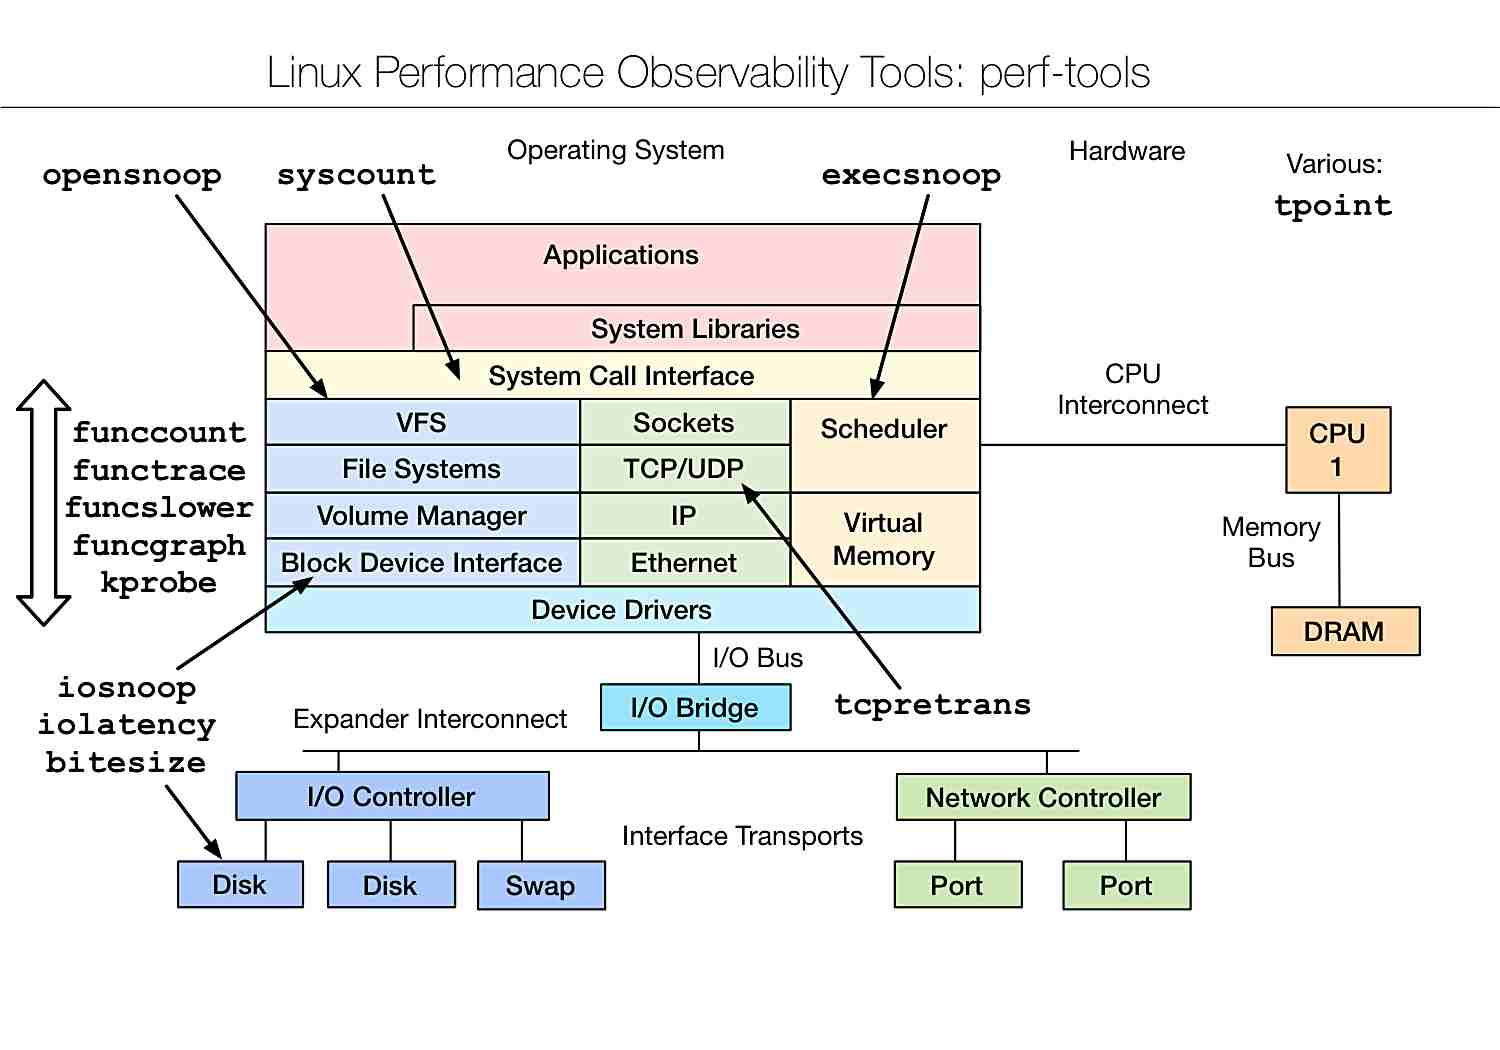 Linux Performance Observability Tools: perf-tools
Operating System
Hardware
Various:
opensnoop
syscount
execsnoop
tpoint
Applications
System Libraries
System Call Interface
CPU
Interconnect
VFS
Sockets
Scheduler
CPU
1
funccount
functrace
funcslower
funcgraph
kprobe
File Systems
TCP/UDP
Volume Manager
IP
Virtual
Memory
Memory
Bus
Block Device Interface
Ethernet
Device Drivers
DRAM
I/O Bus
iosnoop
iolatency
bitesize
Expander Interconnect
I/O Bridge
tcpretrans
I/O Controller
Network Controller
Interface Transports
Disk
Disk
Swap
Port
Port